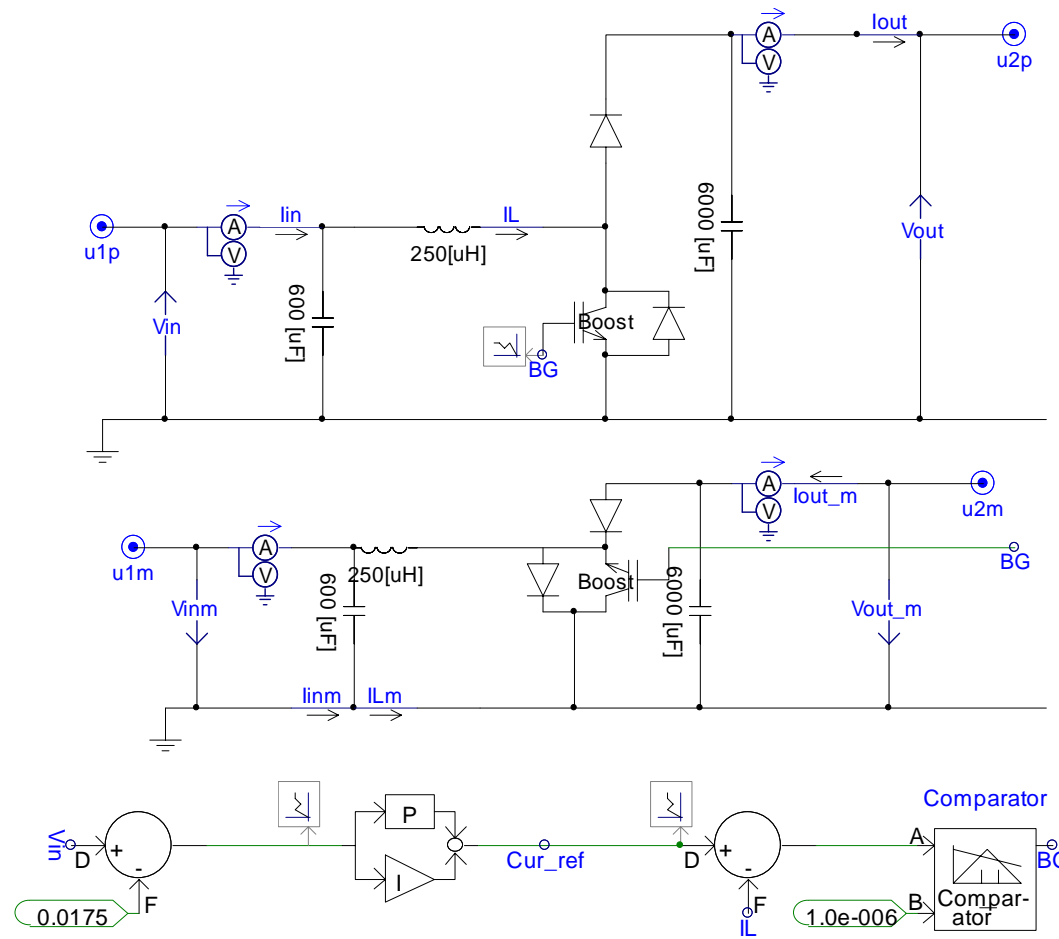 Iout
A
V
u2p
6000 [uF]
Vout
Iin
IL
A
V
u1p
250[uH]
Vin
600 [uF]
Boost
BG
A
V
Iout_m
u2m
A
V
u1m
250[uH]
Boost
BG
600 [uF]
6000 [uF]
Vinm
Vout_m
Iinm
ILm
Comparator
P
Vin
D
+
-
F
0.0175
I
Cur_ref
D
+
-
F
IL
A
B
1.0e-006
Compar-
ator
BG